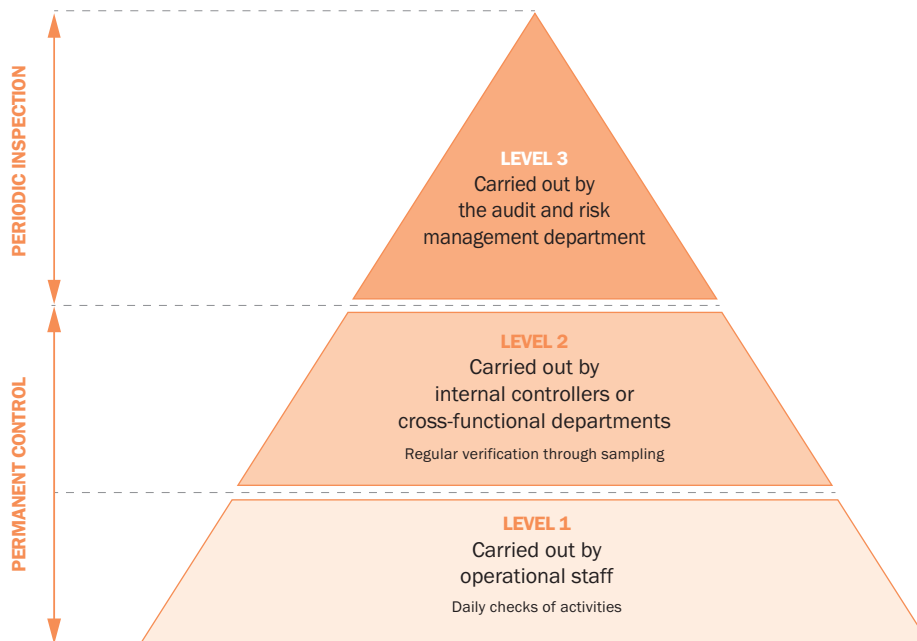 PERIODIC INSPECTION
LEVEL 3
Carried out by
the audit and risk
management department
PERMANENT CONTROL
LEVEL 2
Carried out by
internal controllers or
cross-functional departments
Regular verification through sampling
LEVEL 1
Carried out by
operational staff
Daily checks of activities